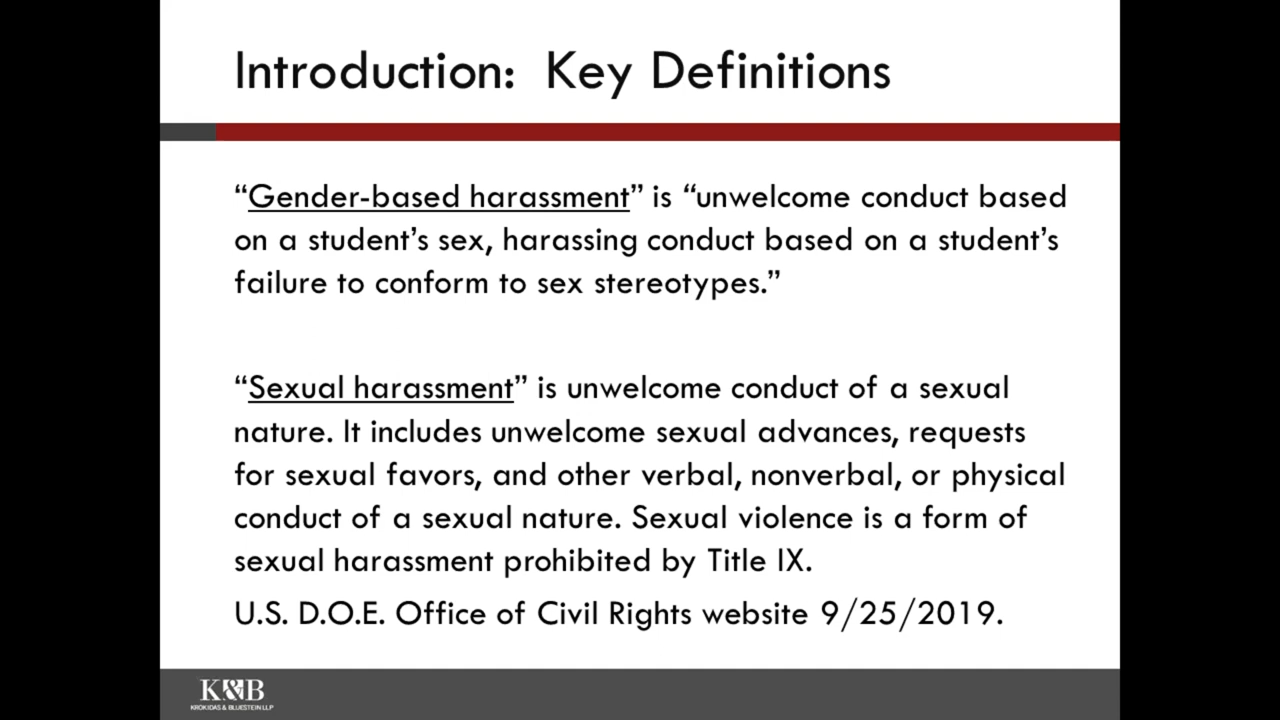 Introduction:  Key Definitions
“Gender-based harassment” is “unwelcome conduct based
on a student’s sex, harassing conduct based on a student’s
failure to conform to sex stereotypes.”
“Sexual harassment” is unwelcome conduct of a sexual
nature. It includes unwelcome sexual advances, requests
for sexual favors, and other verbal, nonverbal, or physical
conduct of a sexual nature. Sexual violence is a form of
sexual harassment prohibited by Title IX.
U.S. D.O.E. Office of Civil Rights website 9/25/2019.
K&B
KROKIDAS & BLUESTEIN LLP